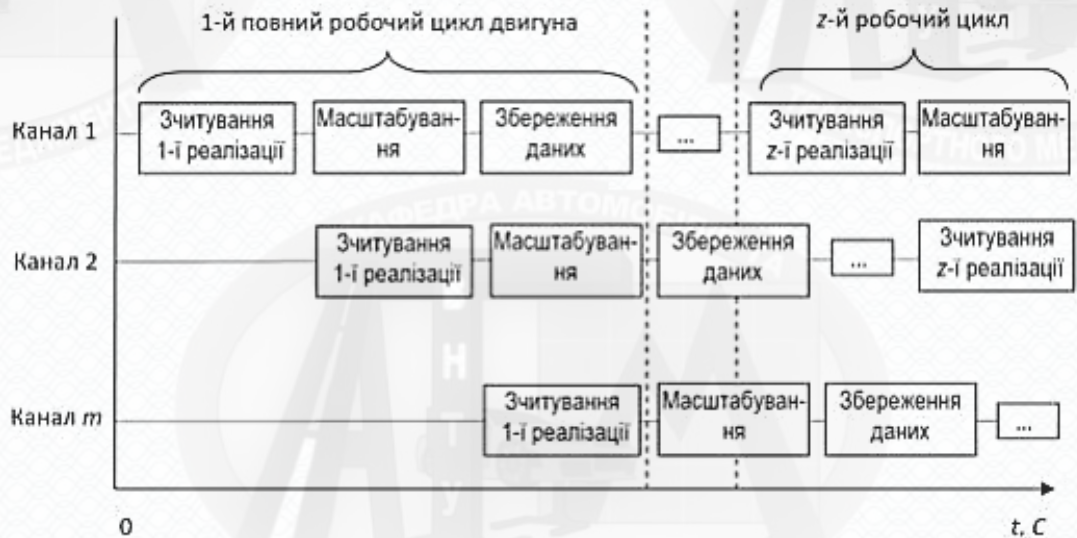 1-й повний робочий цикл двигуна
z-й робочий цикл
Канал 1
Зчитування
1-ї реалізації
Масштабуван-
ня
Збереження
даних
...
Зчитування
z-ї реалізації
Масштабуван-
ня
КАФЕДРА
Канал 2
Зчитування
1-ї реалізації
Масштабуван-
ня
Збереження
даних
...
Зчитування
z-ї реалізації
Н
Т
У
Канал m
Зчитування
1-ї реалізації
Масштабуван-
ня
Збереження
даних
...
0
t, C